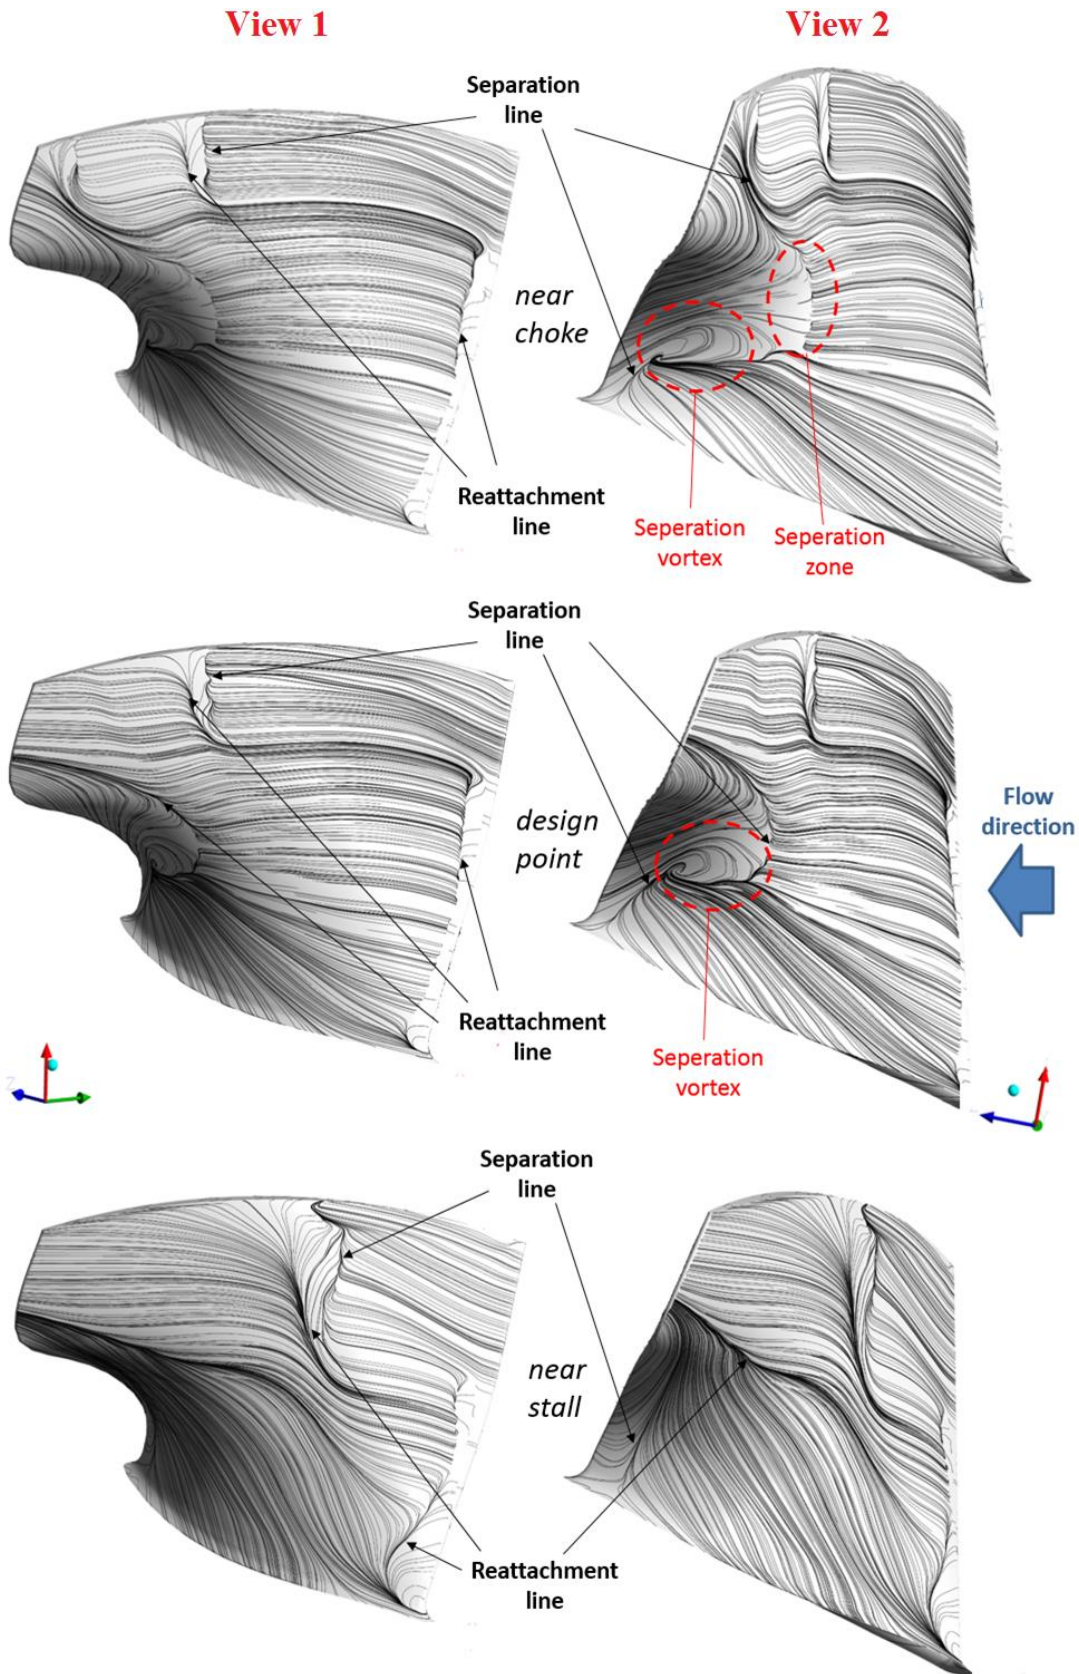 View 1
View 2
Separation
line
near
choke
Reattachment
line
Seperation
vortex
Seperation
zone
Separation
line
design
point
Flow
direction
Reattachment
line
Seperation
vortex
Z
Separation
line
near
stall
Reattachment
line